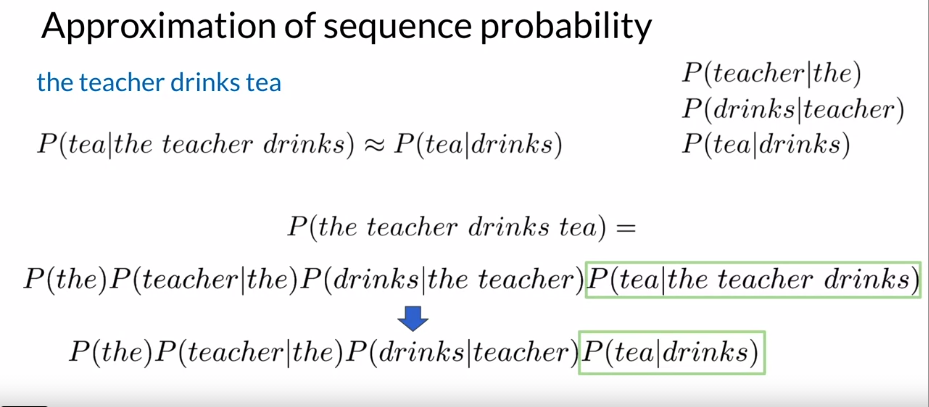 Approximation of sequence probability
the teacher drinks tea
P(teacher|the)
P(drinks|teacher)
P(tea|the teacher drinks) ≈ P(tea|drinks)
P(tea|drinks)
P(the teacher drinks tea) =
P(the)P(teacher|the)P(drinks|the teacher)P(tea|the teacher drinks)
P(the)P(teacher|the)P(drinks|teacher)P(tea|drinks)